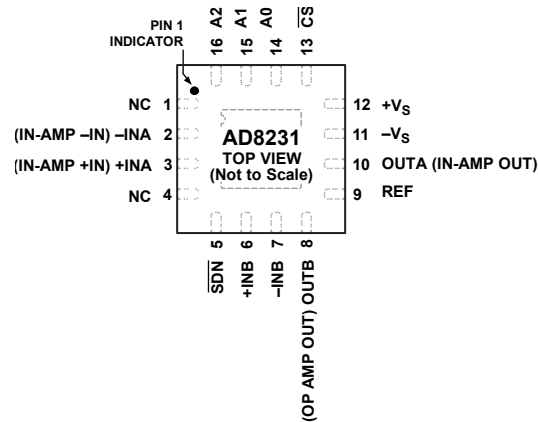 PIN 1
INDICATOR
16 A2
15 A1
14 A0
13 CS
NC 1
(IN-AMP –IN) –INA 2
(IN-AMP +IN) +INA 3
NC 4
AD8231
TOP VIEW
(Not to Scale)
12 +VS
11 –VS
10 OUTA (IN-AMP OUT)
9 REF
SDN 5
+INB 6
–INB 7
(OP AMP OUT) OUTB 8